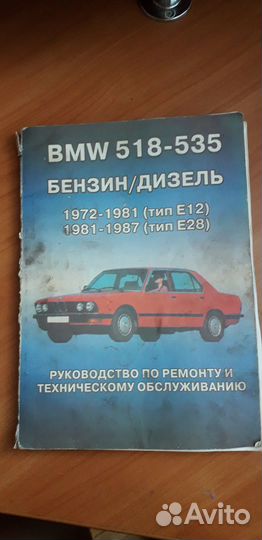 BMW 518-535
БЕНЗИН/ДИЗЕЛЬ
1972-1981 (тип E12)
1981-1987 (тип E28)
РУКОВОДСТВО ПО РЕМОНТУ И
ТЕХНИЧЕСКОМУ ОБСЛУЖИВАНИЮ
Avito